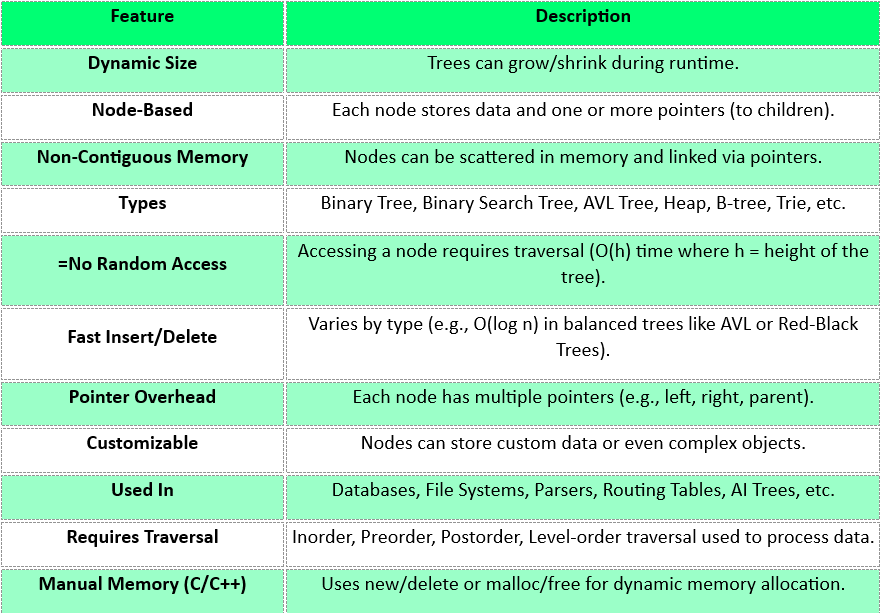 Feature Description
Dynamic Size Trees can grow/shrink during runtime.
Node-Based Each node stores data and one or more pointers (to children).
Non-Contiguous Memory Nodes can be scattered in memory and linked via pointers.
Types Binary Tree, Binary Search Tree, AVL Tree, Heap, B-tree, Trie, etc.
=No Random Access Accessing a node requires traversal (O(h) time where h = height of the
tree).
Fast Insert/Delete Varies by type (e.g., O(log n) in balanced trees like AVL or Red-Black
Trees).
Pointer Overhead Each node has multiple pointers (e.g., left, right, parent).
Customizable Nodes can store custom data or even complex objects.
Used In Databases, File Systems, Parsers, Routing Tables, AI Trees, etc.
Requires Traversal Inorder, Preorder, Postorder, Level-order traversal used to process data.
Manual Memory (C/C++) Uses new/delete or malloc/free for dynamic memory allocation.